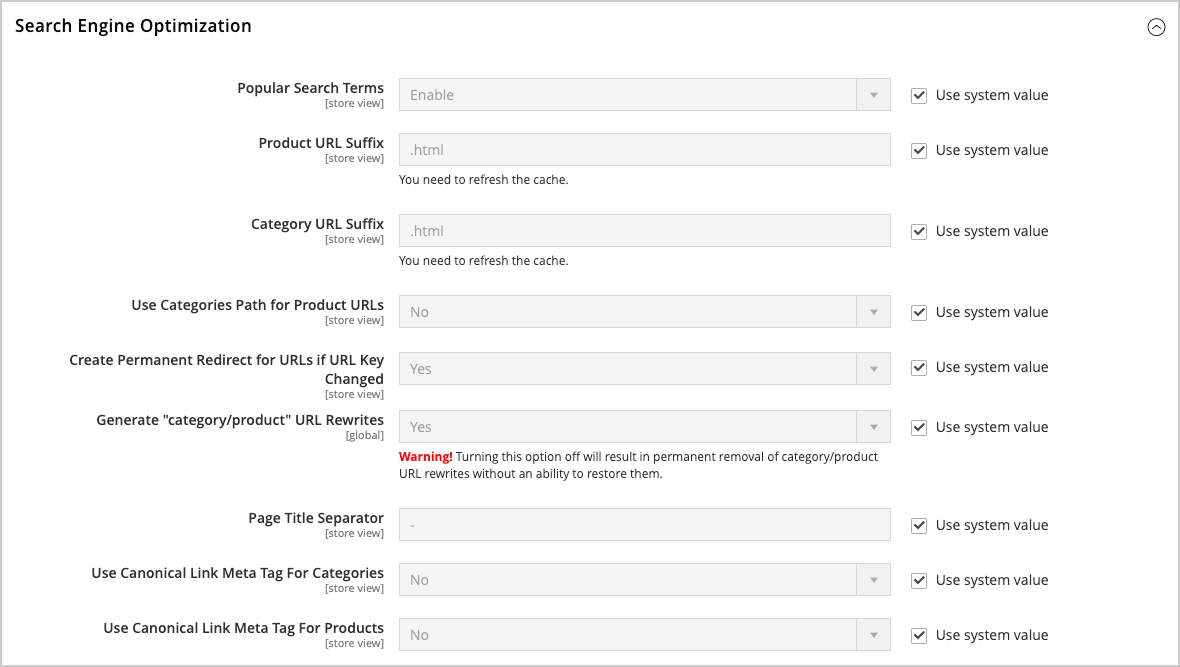 Search Engine Optimization
Popular Search Terms
[store view]
Enable
Use system value
Product URL Suffix
[store view]
.html
Use system value
You need to refresh the cache.
Category URL Suffix
[store view]
.html
Use system value
You need to refresh the cache.
Use Categories Path for Product URLs
[store view]
No
Use system value
Create Permanent Redirect for URLs if URL Key
Changed
[store view]
Yes
Use system value
Generate "category/product" URL Rewrites
[global]
Yes
Use system value
Warning! Turning this option off will result in permanent removal of category/product
URL rewrites without an ability to restore them.
Page Title Separator
[store view]
-
Use system value
Use Canonical Link Meta Tag For Categories
[store view]
No
Use system value
Use Canonical Link Meta Tag For Products
[store view]
No
Use system value